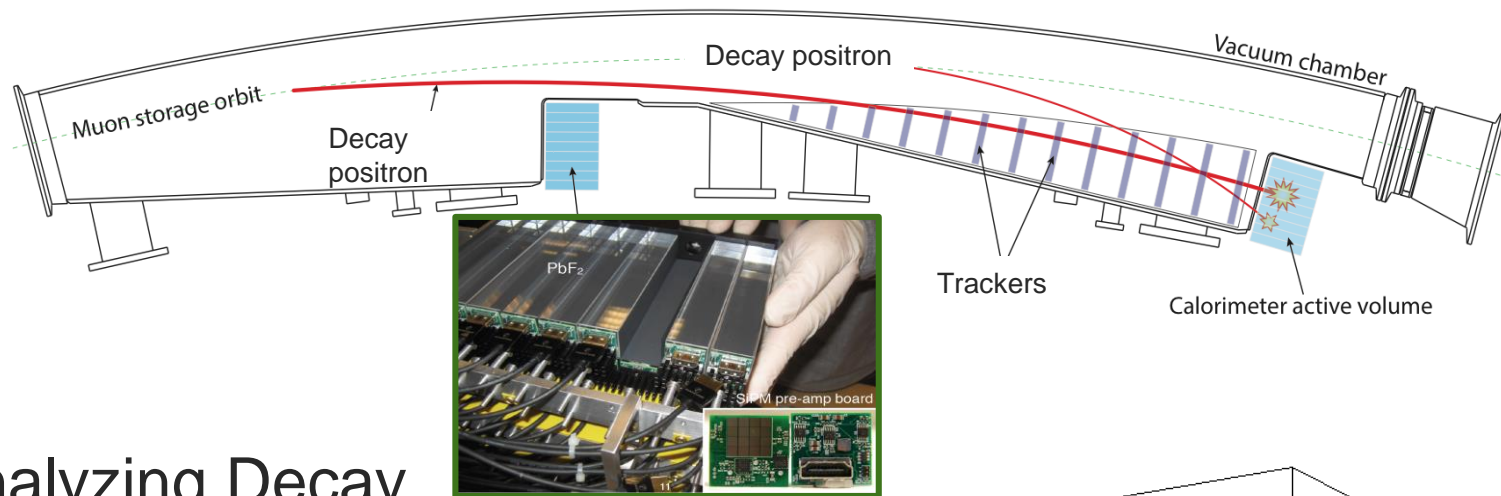 Decay positron
Vacuum chamber
Muon storage orbit
Decay
positron
Trackers
Calorimeter active volume
PbF₂
SiPM pre-amp board
11
nalyzing Decay